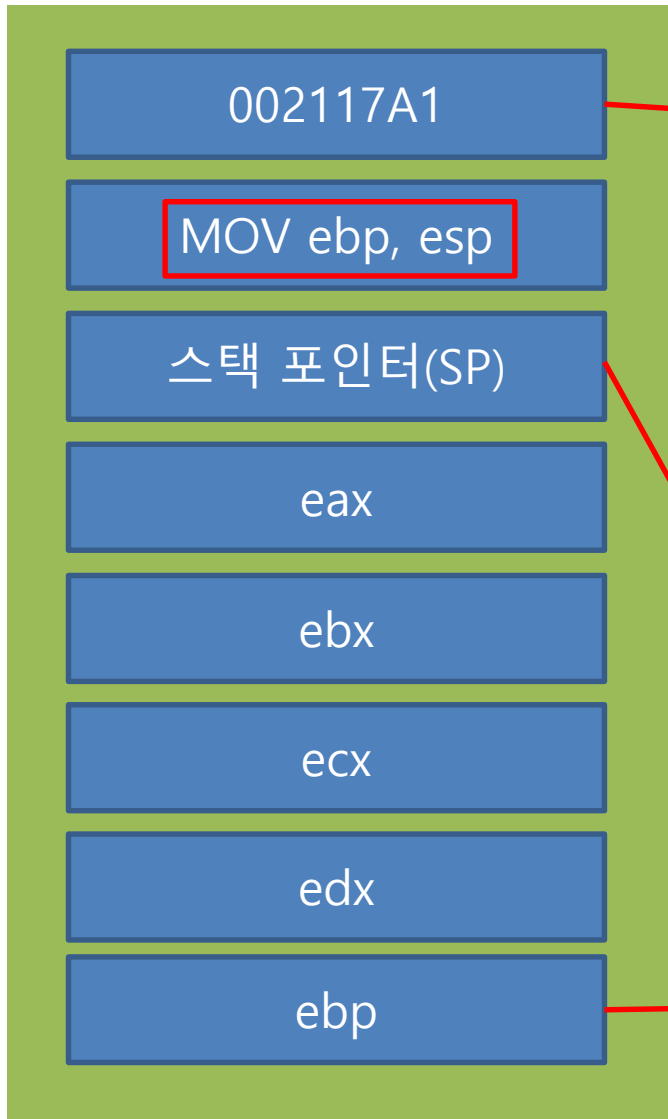 002117A1
MOV ebp, esp
스택 포인터(SP)
eax
ebx
ecx
edx
ebp